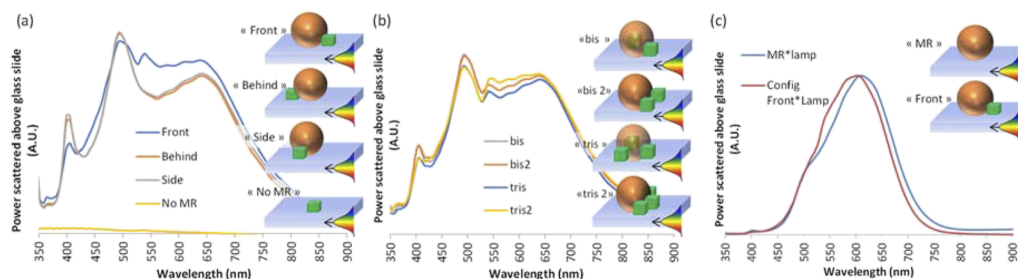 (a)
« Front »
« Behind »
« Side »
« No MR »
Front
Behind
Side
No MR
Power scattered above glass slide
(A.U.)
350 400 450 500 550 600 650 700 750 800 850 900
Wavelength (nm)
(b)
«bis »
«bis 2»
« tris »
«tris 2»
bis
bis2
tris
tris2
Power scattered above glass slide
(A.U.)
350 400 450 500 550 600 650 700 750 800 850 900
Wavelength (nm)
(c)
« MR »
« Front »
MR*lamp
Config
Front*Lamp
Power scattered above glass slide
(A.U.)
350 400 450 500 550 600 650 700 750 800 850 900
Wavelength (nm)